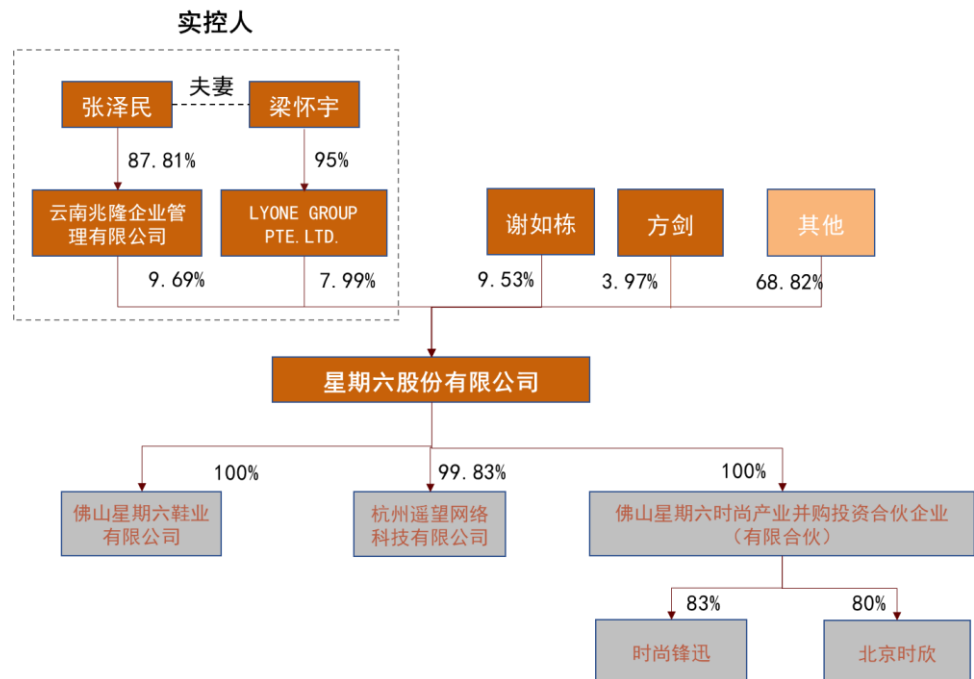 实控人
夫妻
张泽民
梁怀宇
87.81%
95%
云南兆隆企业管
理有限公司
LYONE GROUP
PTE.LTD.
谢如栋
方剑
其他
9.69%
7.99%
9.53%
3.97%
68.82%
星期六股份有限公司
100%
99.83%
100%
佛山星期六鞋业
有限公司
杭州遥望网络
科技有限公司
佛山星期六时尚产业并购投资合伙企业
（有限合伙）
83%
80%
时尚锋迅
北京时欣